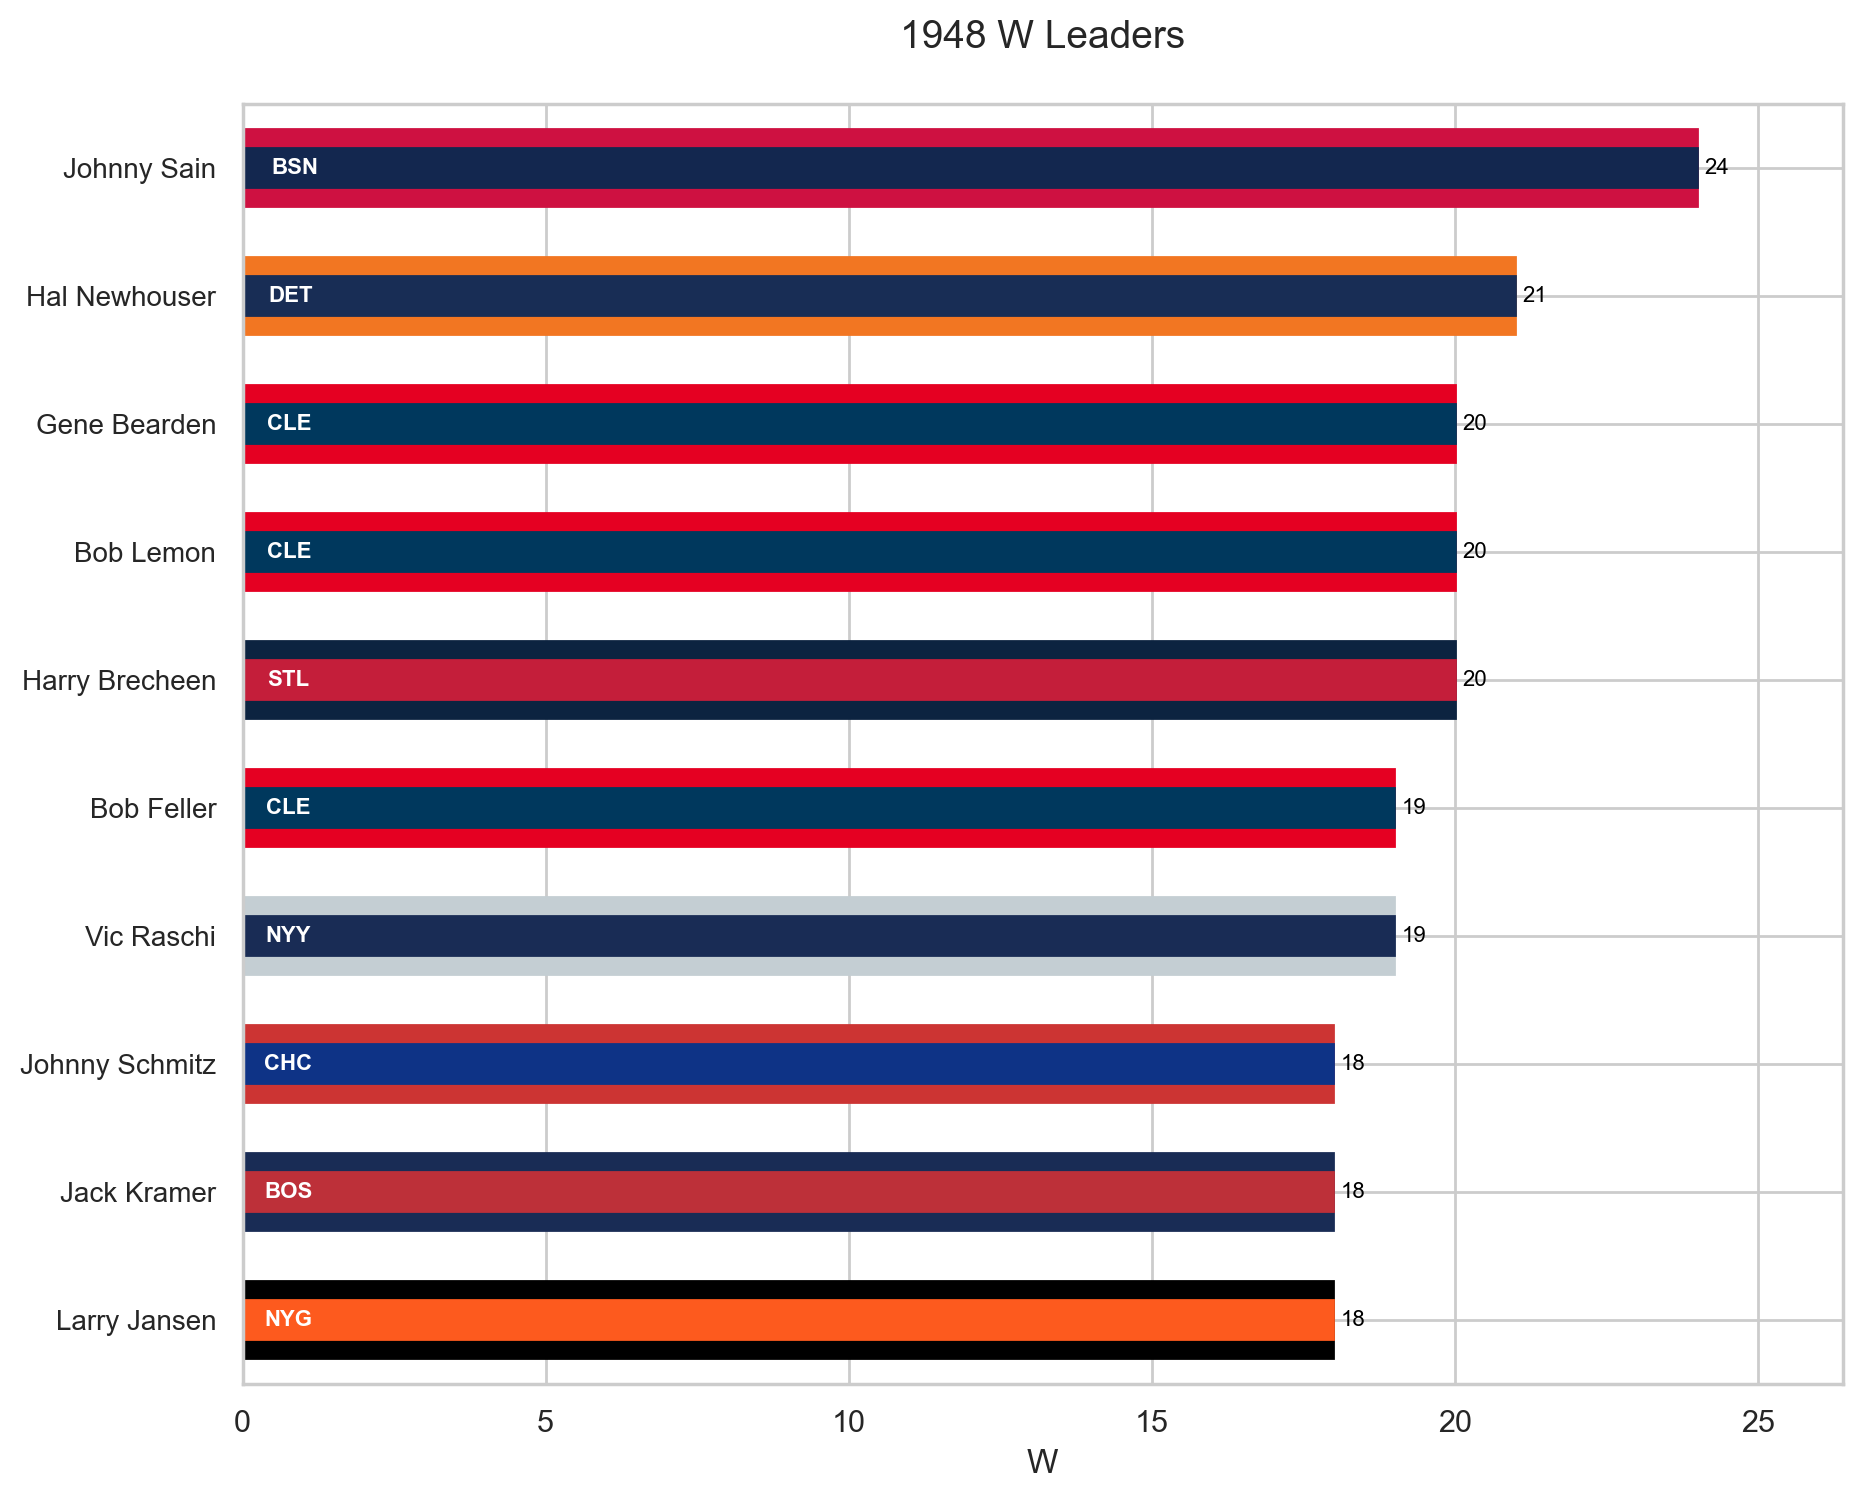 1948 W Leaders
Johnny Sain BSN 24
Hal Newhouser DET 21
Gene Bearden CLE 20
Bob Lemon CLE 20
Harry Brecheen STL 20
Bob Feller CLE 19
Vic Raschi NYY 19
Johnny Schmitz CHC 18
Jack Kramer BOS 18
Larry Jansen NYG 18
0 5 10 15 20 25
W